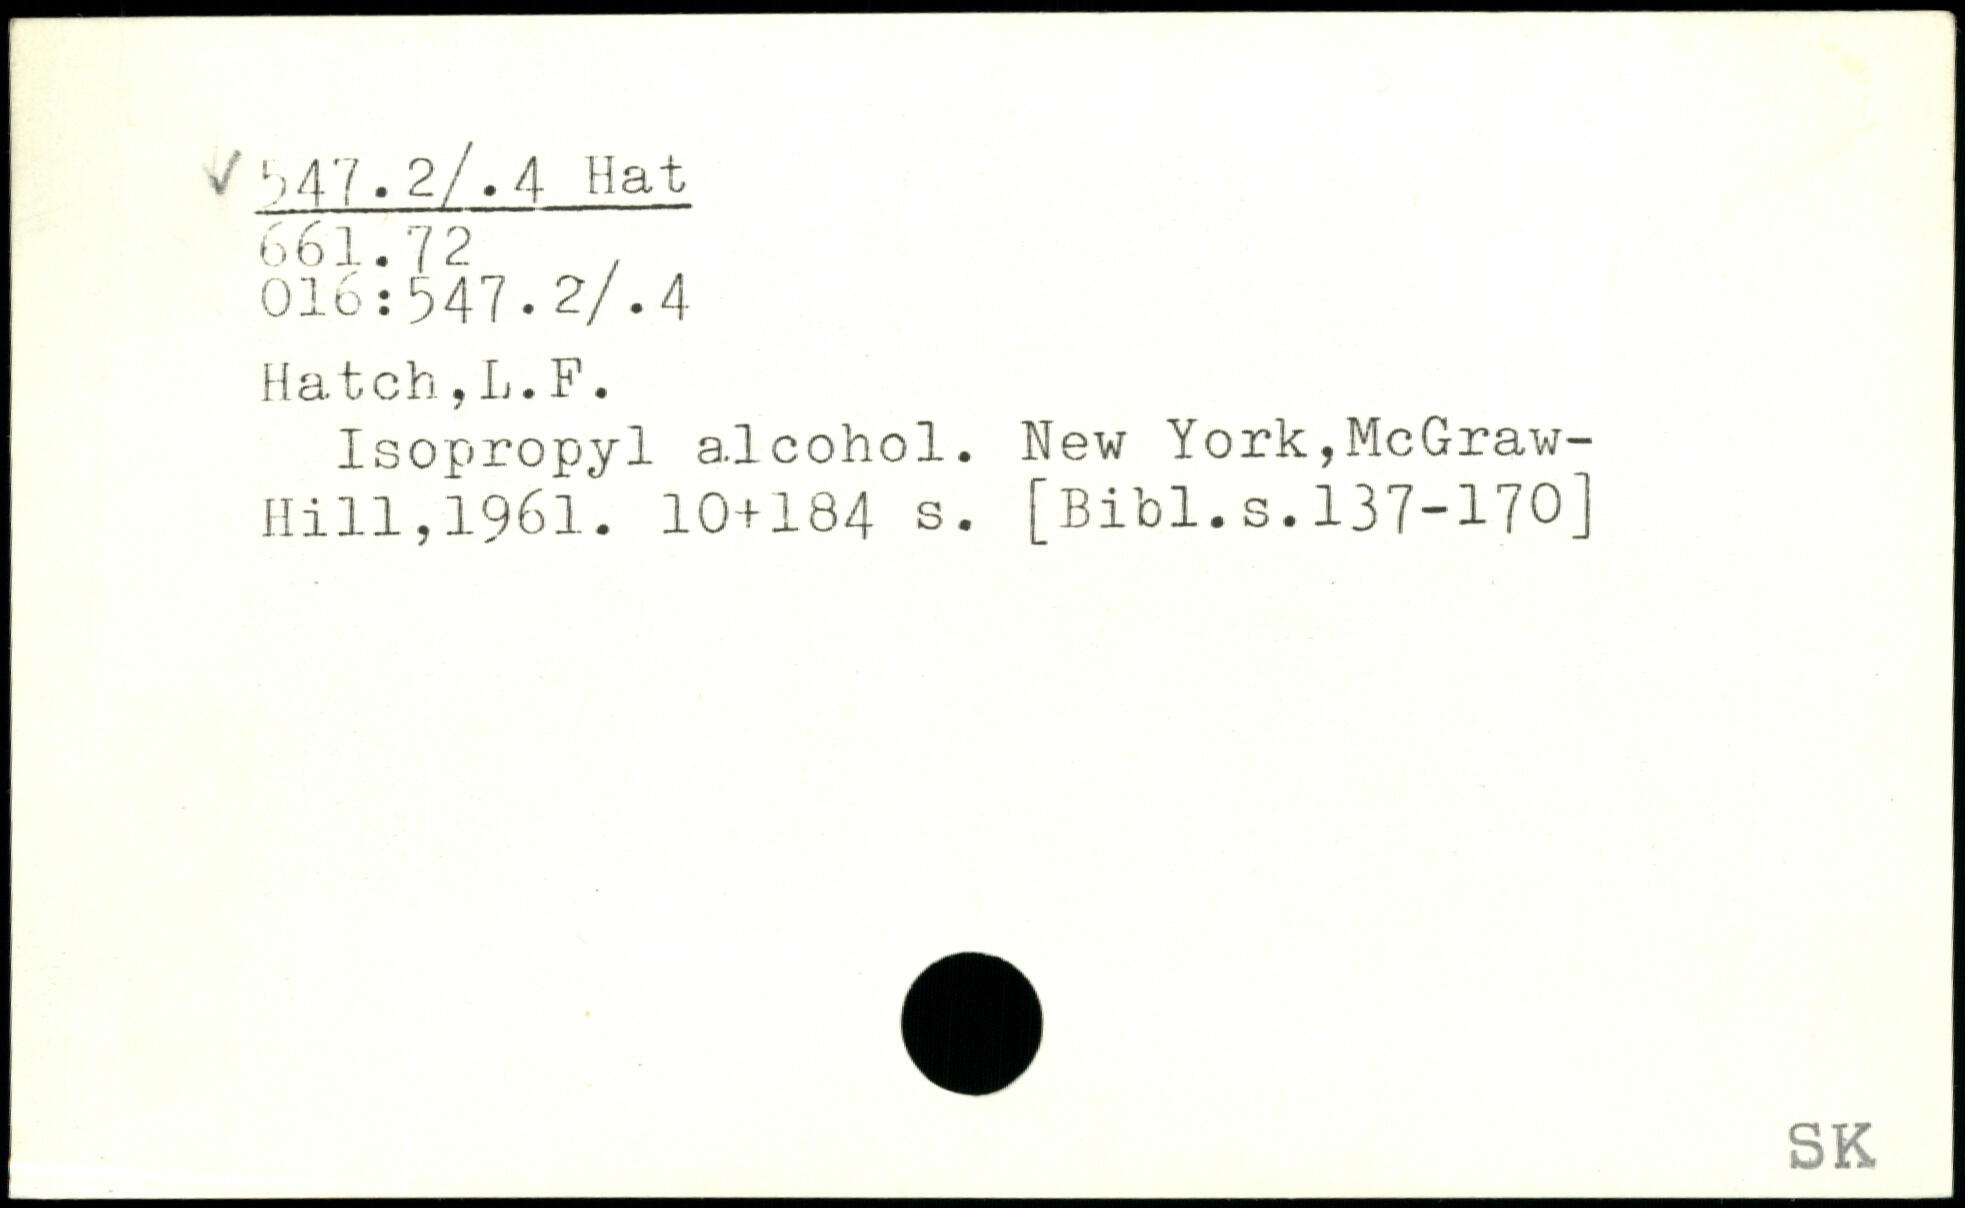 547.2/.4 Hat
661.72
016:547.2/.4
Hatch,L.F.
Isopropyl alcohol. New York,McGraw-
Hill,1961. 10+184 s. [Bibl.s.137-170]
SK